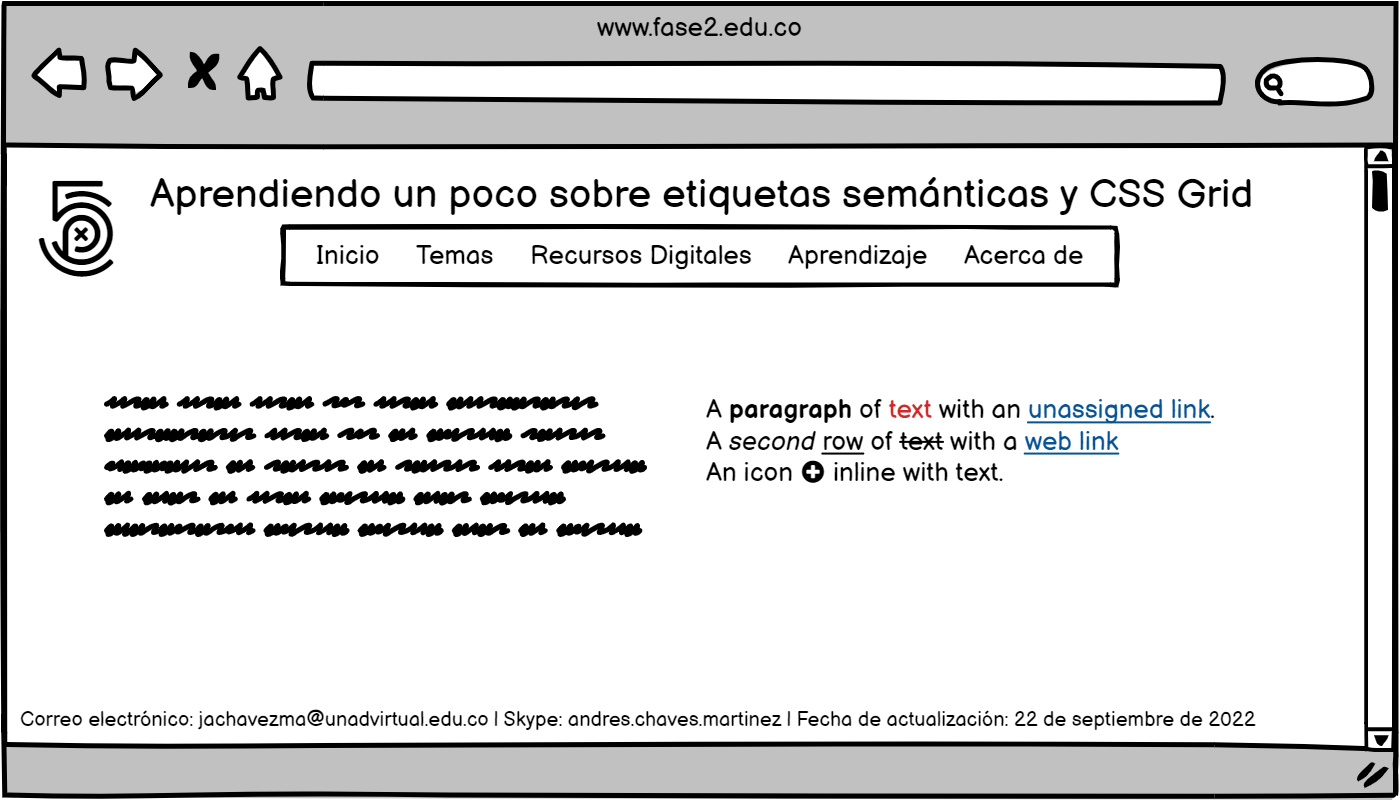 www.fase2.edu.co
Aprendiendo un poco sobre etiquetas semánticas y CSS Grid
Inicio Temas Recursos Digitales Aprendizaje Acerca de
A paragraph of text with an unassigned link.
A second row of text with a web link
An icon inline with text.
Correo electrónico: jachavezma@unadvirtual.edu.co | Skype: andres.chaves.martinez | Fecha de actualización: 22 de septiembre de 2022